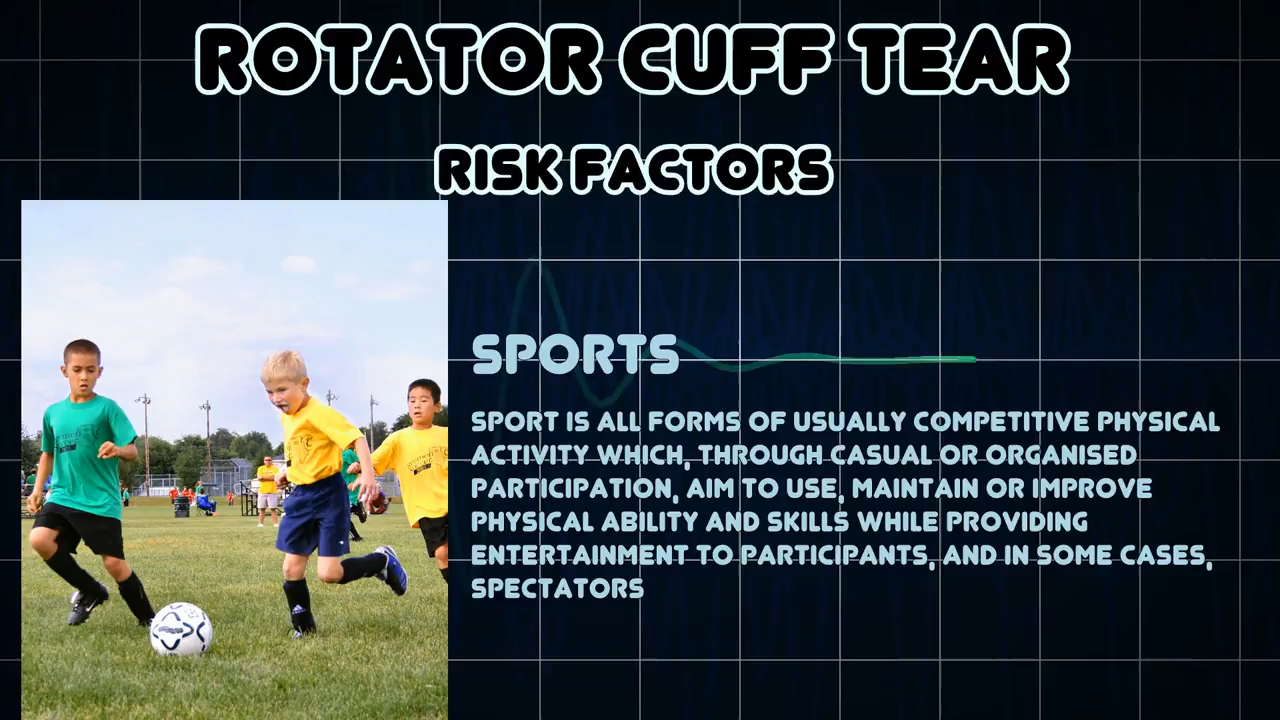 ROTATOR CUFF TEAR
RISK FACTORS
SPORTS
SPORT IS ALL FORMS OF USUALLY COMPETITIVE PHYSICAL
ACTIVITY WHICH, THROUGH CASUAL OR ORGANISED
PARTICIPATION, AIM TO USE, MAINTAIN OR IMPROVE
PHYSICAL ABILITY AND SKILLS WHILE PROVIDING
ENTERTAINMENT TO PARTICIPANTS, AND IN SOME CASES,
SPECTATORS